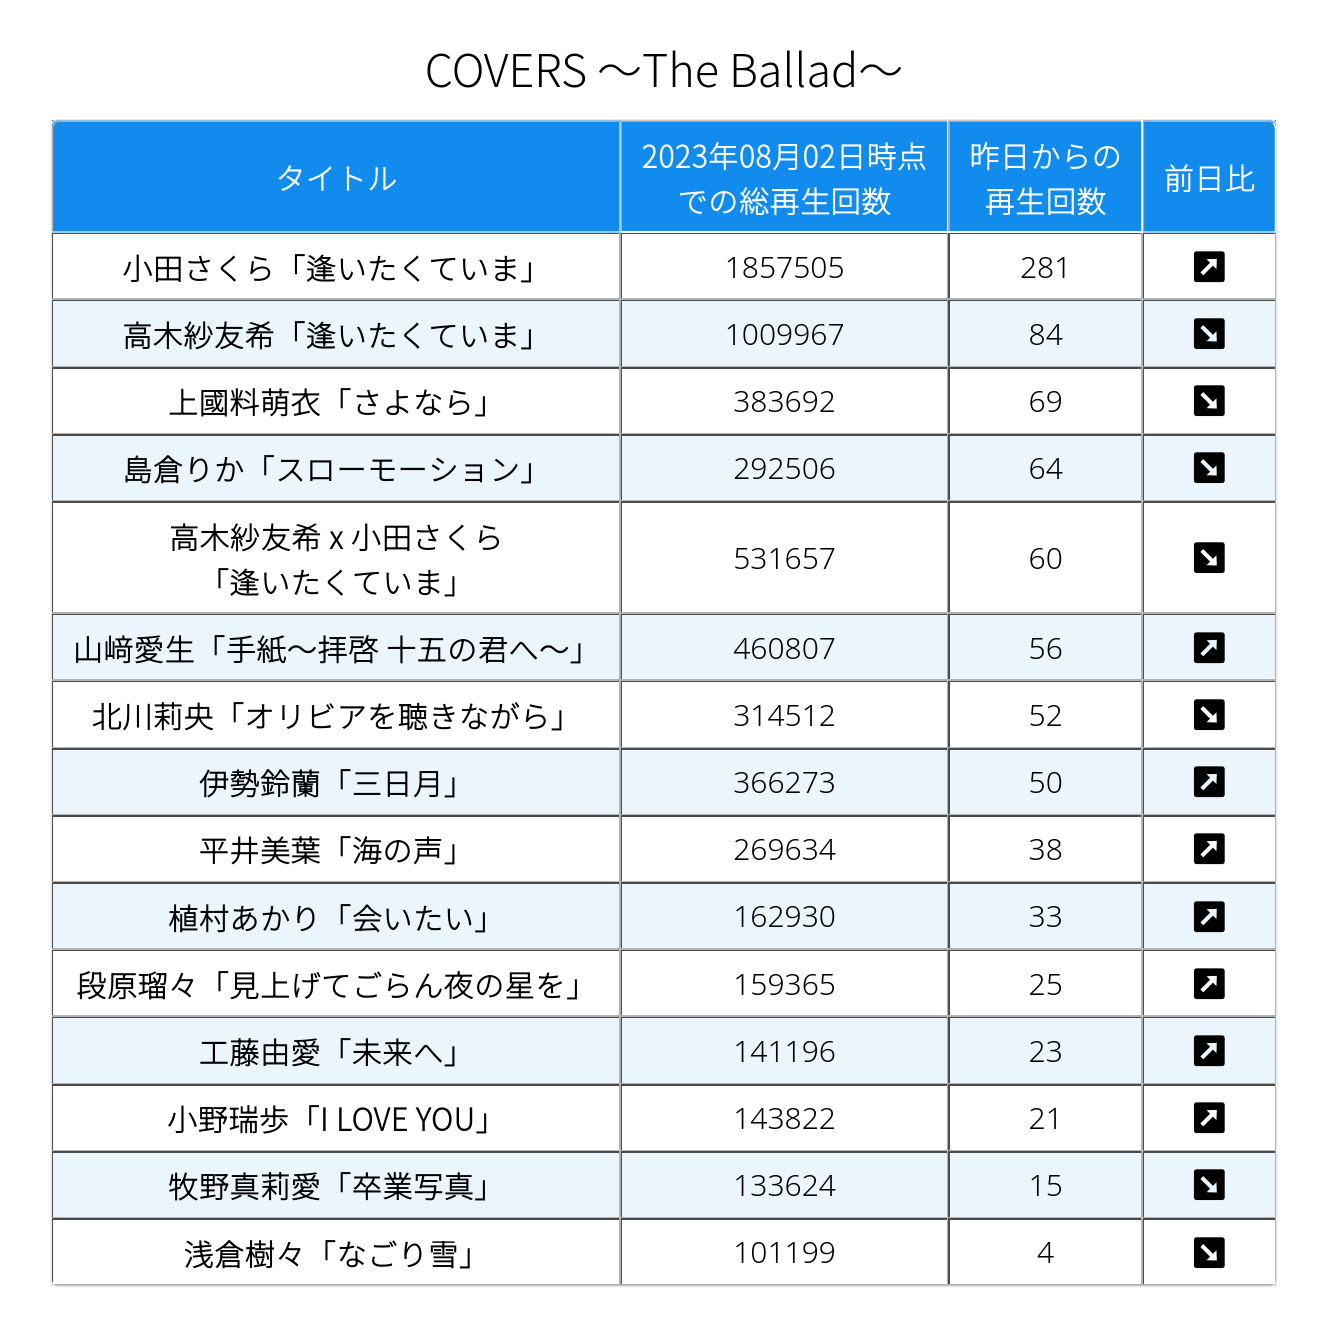 COVERS ～The Ballad～
タイトル
2023年08月02日時点
での総再生回数
昨日からの
再生回数
前日比
小田さくら「逢いたくていま」 1857505 281 ↗
高木紗友希「逢いたくていま」 1009967 84 ↘
上國料萌衣「さよなら」 383692 69 ↘
島倉りか「スローモーション」 292506 64 ↘
高木紗友希 x 小田さくら
「逢いたくていま」 531657 60 ↘
山﨑愛生「手紙～拝啓 十五の君へ～」 460807 56 ↗
北川莉央「オリビアを聴きながら」 314512 52 ↘
伊勢鈴蘭「三日月」 366273 50 ↗
平井美葉「海の声」 269634 38 ↗
植村あかり「会いたい」 162930 33 ↗
段原瑠々「見上げてごらん夜の星を」 159365 25 ↗
工藤由愛「未来へ」 141196 23 ↗
小野瑞歩「I LOVE YOU」 143822 21 ↗
牧野真莉愛「卒業写真」 133624 15 ↘
浅倉樹々「なごり雪」 101199 4 ↘